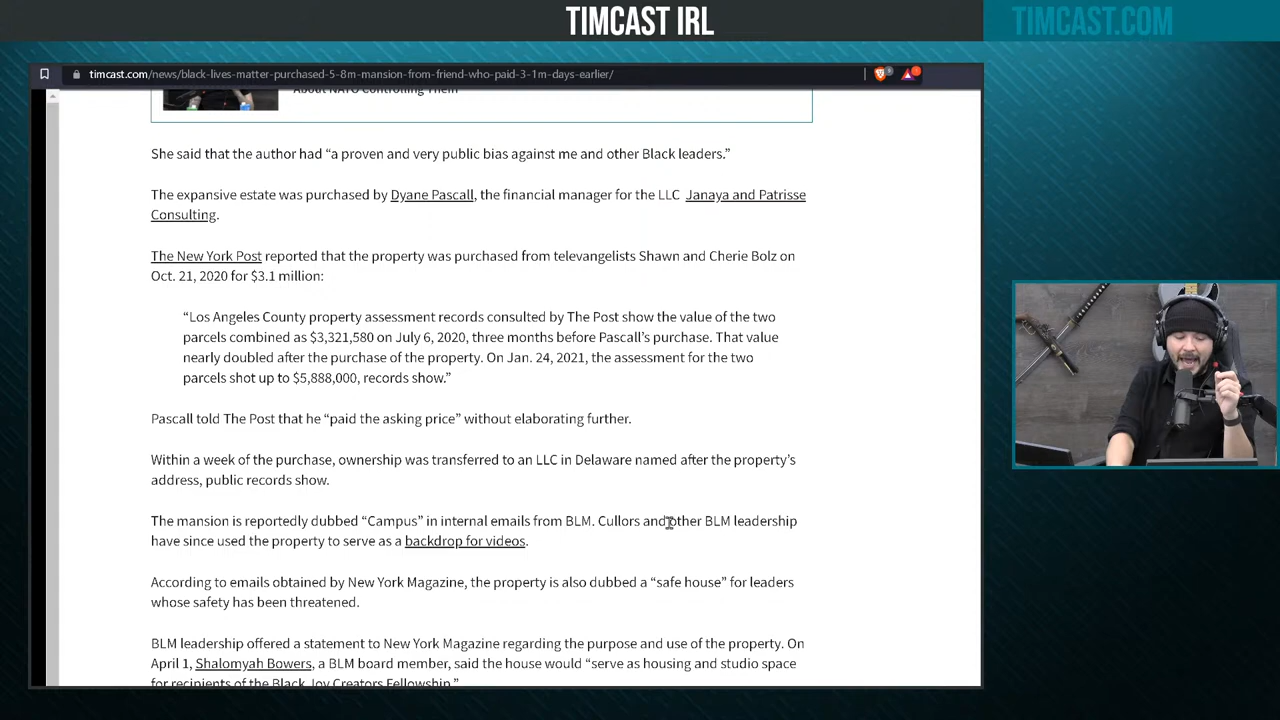 TIMCAST IRL
TIMCAST.COM
timcast.com/news/black-lives-matter-purchased-5-8m-mansion-from-friend-who-paid-3-1m-days-earlier/
About NATO Controlling Them
She said that the author had “a proven and very public bias against me and other Black leaders.”
The expansive estate was purchased by Dyane Pascall, the financial manager for the LLC Janaya and Patrisse
Consulting.
The New York Post reported that the property was purchased from televangelists Shawn and Cherie Bolz on
Oct. 21, 2020 for $3.1 million:
“Los Angeles County property assessment records consulted by The Post show the value of the two
parcels combined as $3,321,580 on July 6, 2020, three months before Pascall’s purchase. That value
nearly doubled after the purchase of the property. On Jan. 24, 2021, the assessment for the two
parcels shot up to $5,888,000, records show.”
Pascall told The Post that he “paid the asking price” without elaborating further.
Within a week of the purchase, ownership was transferred to an LLC in Delaware named after the property’s
address, public records show.
The mansion is reportedly dubbed “Campus” in internal emails from BLM. Cullors and other BLM leadership
have since used the property to serve as a backdrop for videos.
According to emails obtained by New York Magazine, the property is also dubbed a “safe house” for leaders
whose safety has been threatened.
BLM leadership offered a statement to New York Magazine regarding the purpose and use of the property. On
April 1, Shalomyah Bowers, a BLM board member, said the house would “serve as housing and studio space
for recipients of the Black Joy Creators Fellowship.”